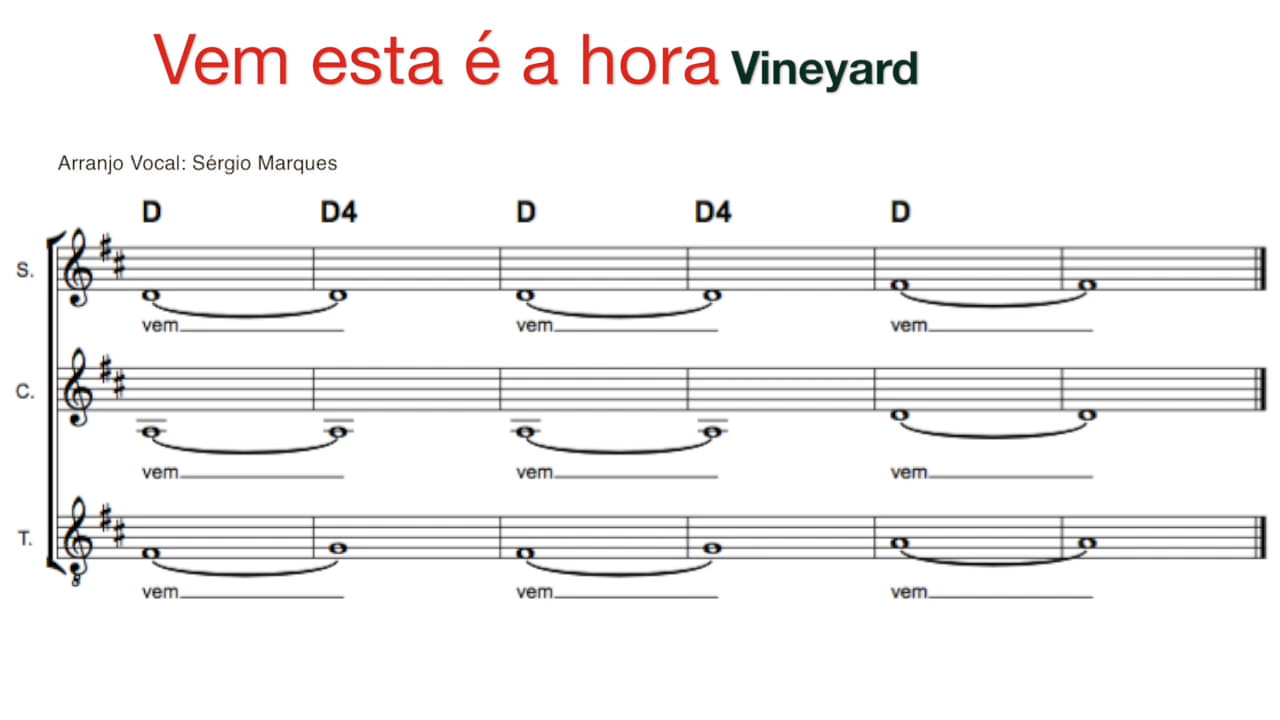 Vem esta é a hora Vineyard
Arranjo Vocal: Sérgio Marques
D D4 D D4 D
S.
vem vem vem
C.
vem vem vem
T.
8
vem vem vem